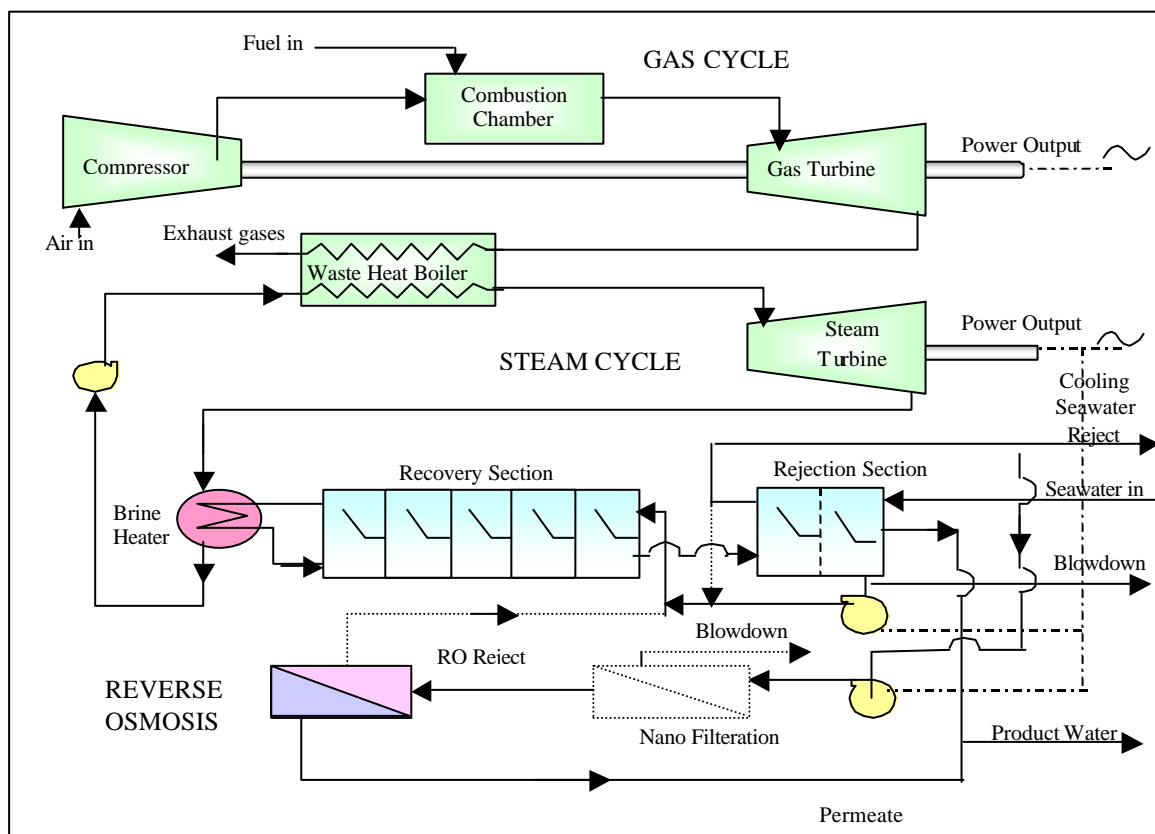 Fuel in
GAS CYCLE
Combustion
Chamber
Compressor
Gas Turbine
Power Output
Air in
Exhaust gases
Waste Heat Boiler
Steam
Turbine
Power Output
STEAM CYCLE
Cooling
Seawater
Reject
Recovery Section
Rejection Section
Seawater in
Brine
Heater
Blowdown
Blowdown
RO Reject
REVERSE
OSMOSIS
Nano Filteration
Product Water
Permeate